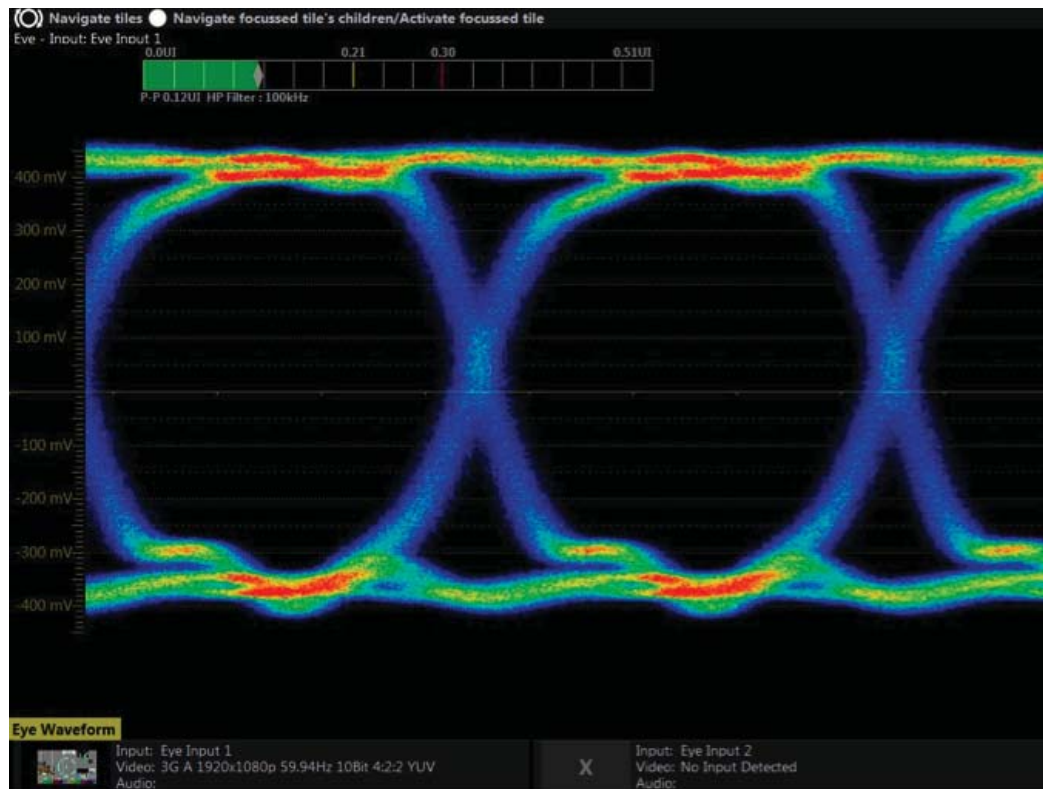 Navigate tiles Navigate focussed tile's children/Activate focussed tile
Eye - Input: Eye Input 1
0.0UI 0.21 0.30 0.51UI
P-P 0.12UI HP Filter : 100kHz
400 mV
300 mV
200 mV
100 mV
-100 mV
-200 mV
-300 mV
-400 mV
Eye Waveform
Input: Eye Input 1
Video: 3G A 1920x1080p 59.94Hz 10Bit 4:2:2 YUV
Audio:
X
Input: Eye Input 2
Video: No Input Detected
Audio: